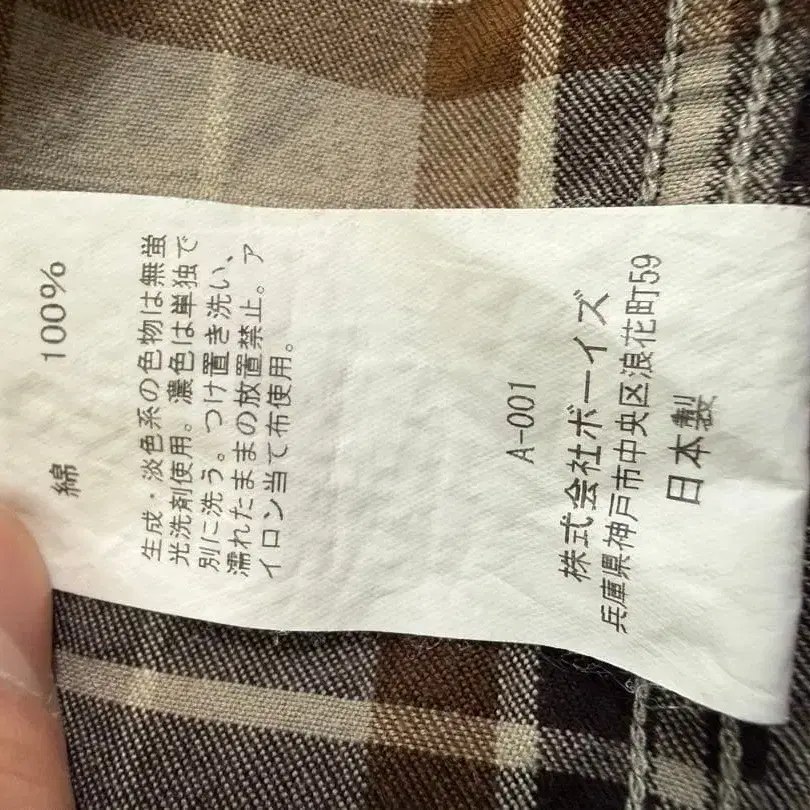 綿 100%
生成・淡色系の色物は無蛍
光洗剤使用。濃色は単独で
別に洗う。つけ置き洗い、
濡れたままの放置禁止。ア
イロン当て布使用。
A-001
株式会社ボーイズ
兵庫県神戸市中央区浪花町59
日本製